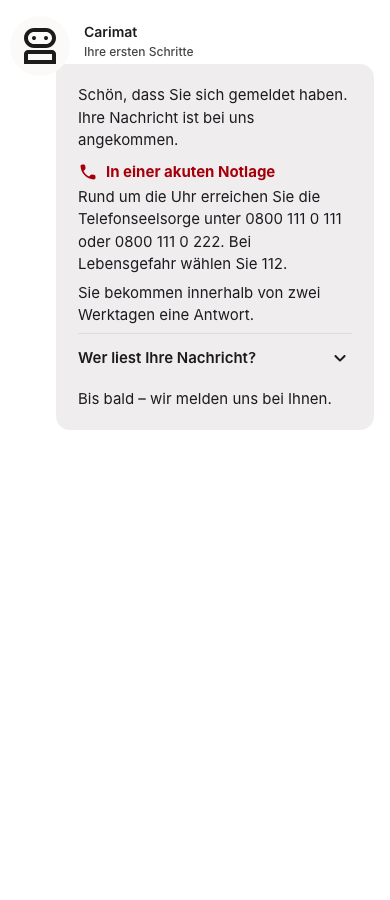 Carimat
Ihre ersten Schritte
Schön, dass Sie sich gemeldet haben.
Ihre Nachricht ist bei uns
angekommen.
In einer akuten Notlage
Rund um die Uhr erreichen Sie die
Telefonseelsorge unter 0800 111 0 111
oder 0800 111 0 222. Bei
Lebensgefahr wählen Sie 112.
Sie bekommen innerhalb von zwei
Werktagen eine Antwort.
Wer liest Ihre Nachricht?
Bis bald – wir melden uns bei Ihnen.